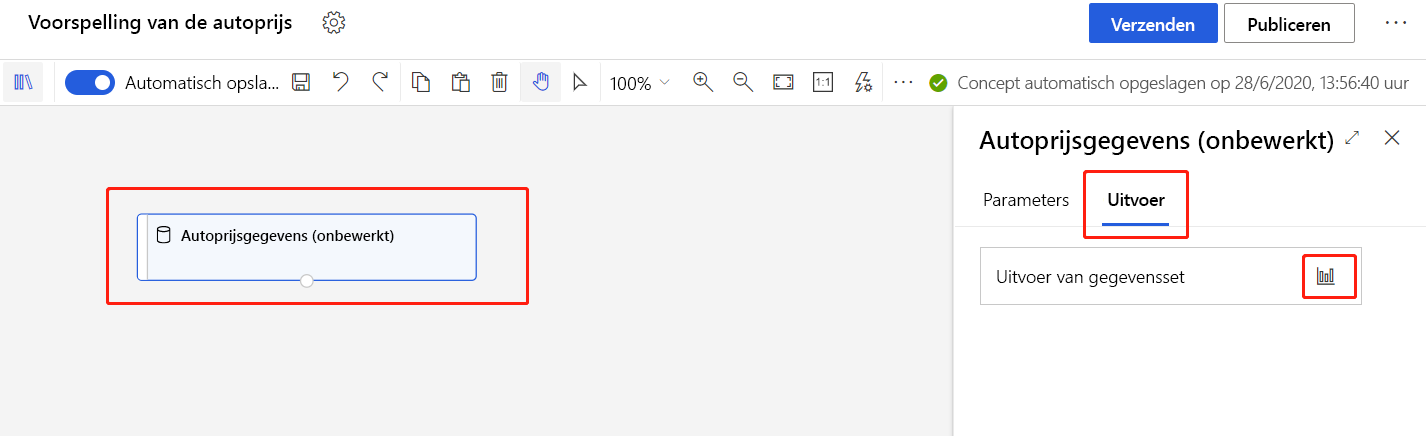 Voorspelling van de autoprijs
Verzenden
Publiceren
Automatisch opsla...
100%
1:1
Concept automatisch opgeslagen op 28/6/2020, 13:56:40 uur
Autoprijsgegevens (onbewerkt)
Autoprijsgegevens (onbewerkt)
Parameters
Uitvoer
Uitvoer van gegevensset